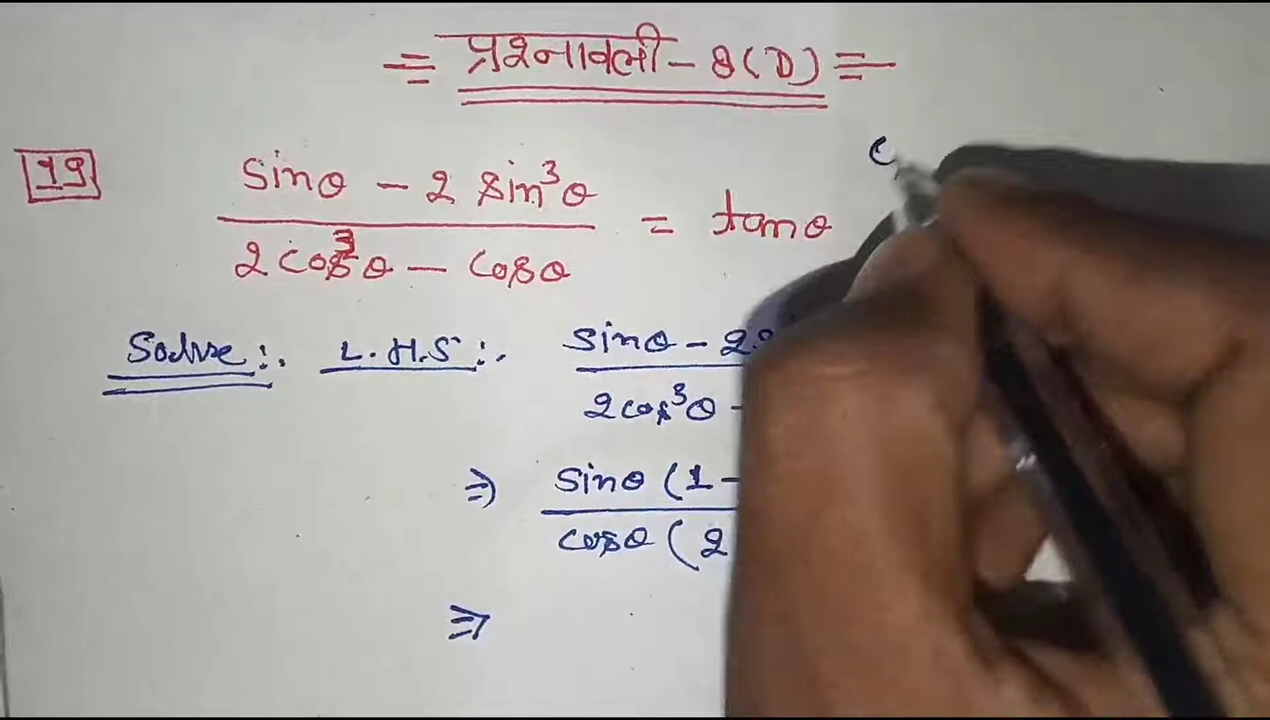 = प्रश्नावली - 8(D) =
19 sinθ - 2 sin³θ
2cos³θ - cosθ = tanθ
Solve:. L.H.S:. sinθ - 2
2cos³θ -
⇒ sinθ (1 -
cosθ ( 2
⇒